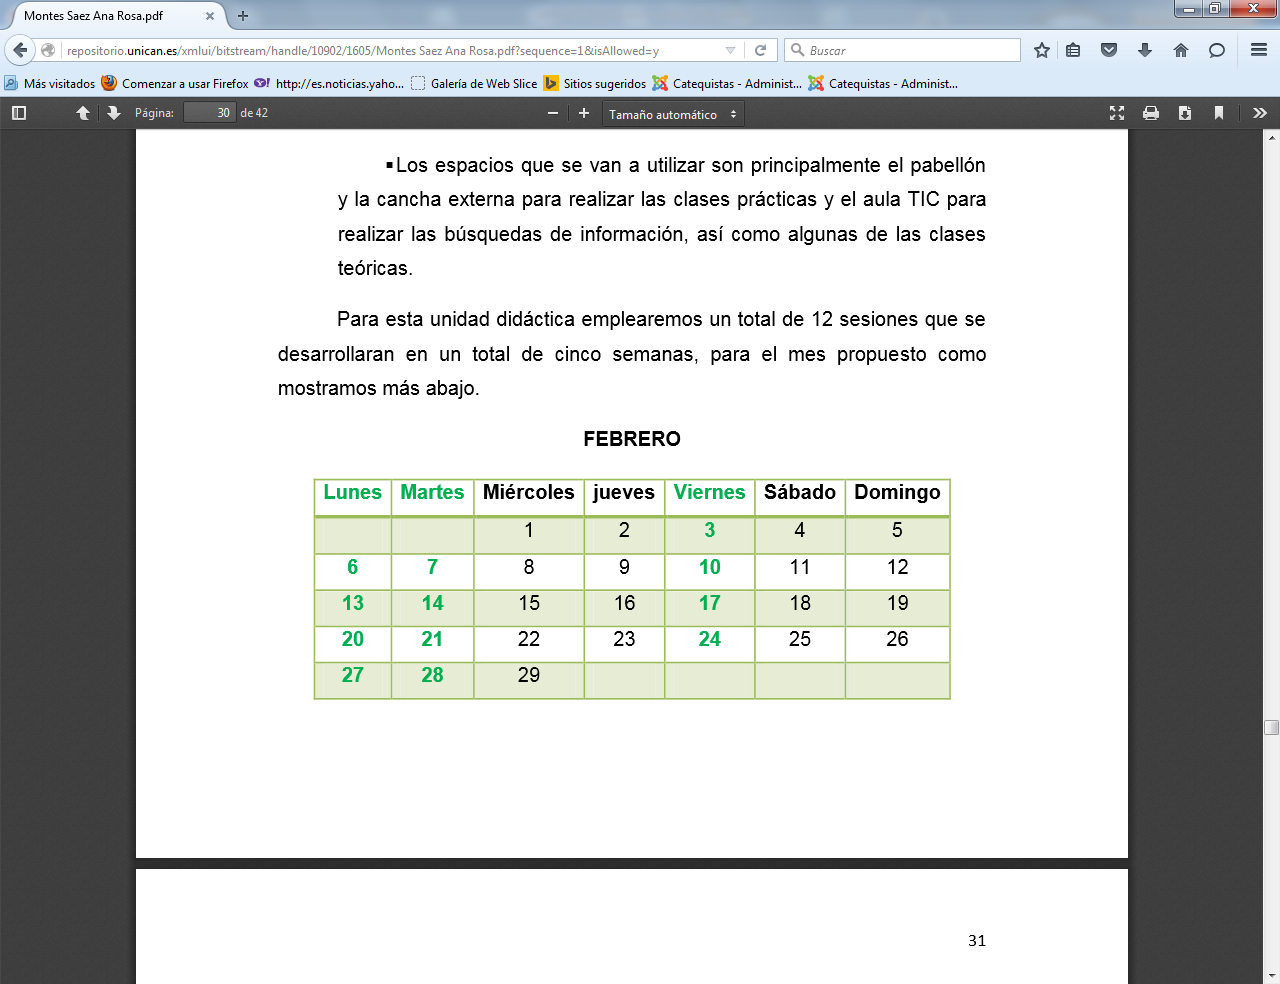 Montes Saez Ana Rosa.pdf
repositorio.unican.es/xmlui/bitstream/handle/10902/1605/Montes Saez Ana Rosa.pdf?sequence=1&isAllowed=y
Buscar
Más visitados Comenzar a usar Firefox http://es.noticias.yaho... Galería de Web Slice Sitios sugeridos Catequistas - Administ... Catequistas - Administ...
Página: 30 de 42 Tamaño automático
▪Los espacios que se van a utilizar son principalmente el pabellón
y la cancha externa para realizar las clases prácticas y el aula TIC para
realizar las búsquedas de información, así como algunas de las clases
teóricas.
Para esta unidad didáctica emplearemos un total de 12 sesiones que se
desarrollaran en un total de cinco semanas, para el mes propuesto como
mostramos más abajo.
FEBRERO
Lunes Martes Miércoles jueves Viernes Sábado Domingo
1 2 3 4 5
6 7 8 9 10 11 12
13 14 15 16 17 18 19
20 21 22 23 24 25 26
27 28 29
31